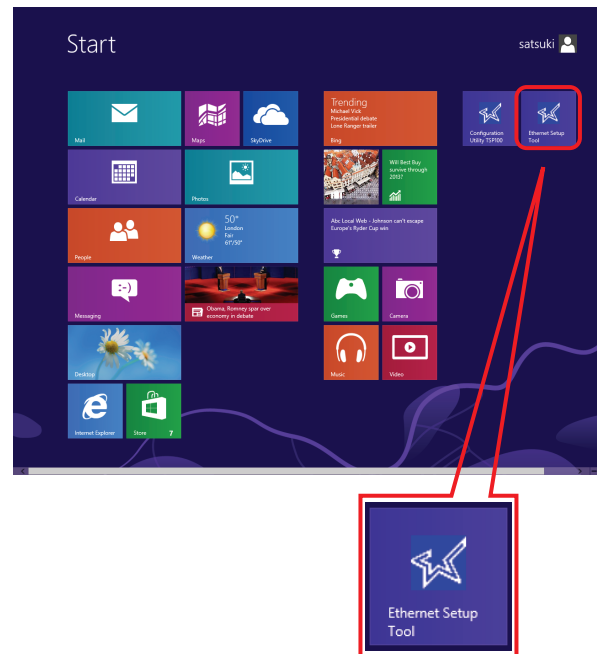 Start
satsuki
Mail
Maps
SkyDrive
Trending
Michael Vick
Presidential debate
Lone Ranger trailer
Bing
Configuration
Utility TSP100
Ethernet Setup
Tool
Calendar
Photos
Will Best Buy
survive through
2013?
People
50°
London
Fair
61°/50°
Weather
Abc Local Web - Johnson can't escape
Europe's Ryder Cup win
:-)
Messaging
Obama, Romney spar over
economy in debate
Games
Camera
Desktop
Music
Video
Internet Explorer
Store
7
Ethernet Setup
Tool